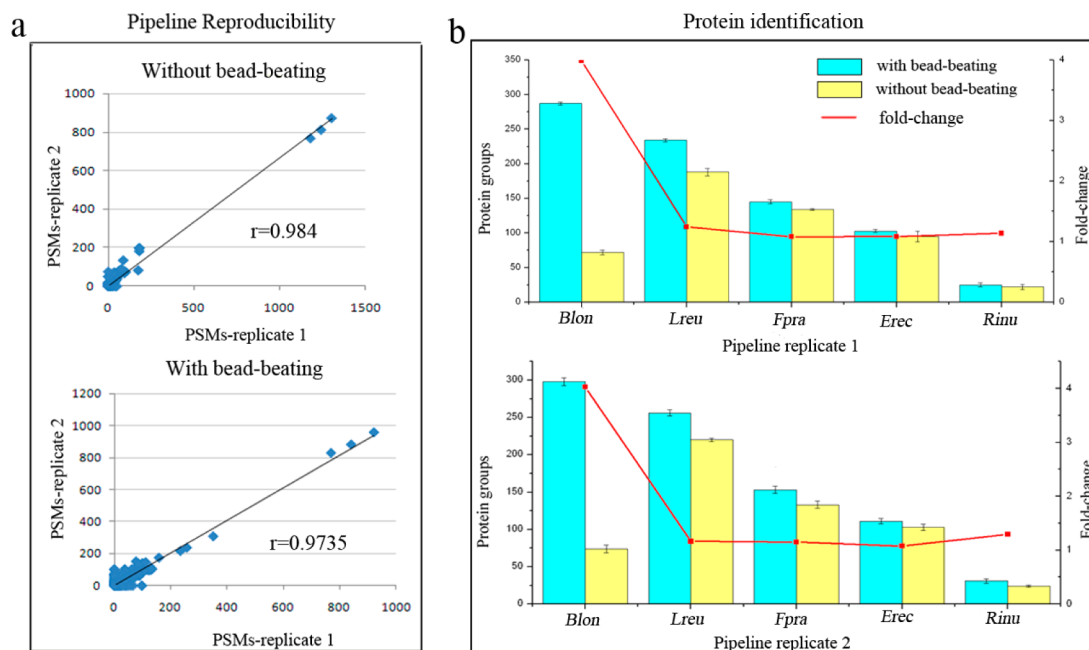 a
Pipeline Reproducibility
Without bead-beating
1000
800
600
400
200
0
0 500 1000 1500
PSMs-replicate 2
r=0.984
PSMs-replicate 1
With bead-beating
1200
1000
800
600
400
200
0
0 200 400 600 800 1000
PSMs-replicate 2
r=0.9735
PSMs-replicate 1
b
Protein identification
350
300
250
200
150
100
50
0
Protein groups
with bead-beating
without bead-beating
fold-change
4
3
2
1
0
Fold-change
Blon Lreu Fpra Erec Rinu
Pipeline replicate 1
300
250
200
150
100
50
0
Protein groups
4
3
2
1
0
Fold-change
Blon Lreu Fpra Erec Rinu
Pipeline replicate 2